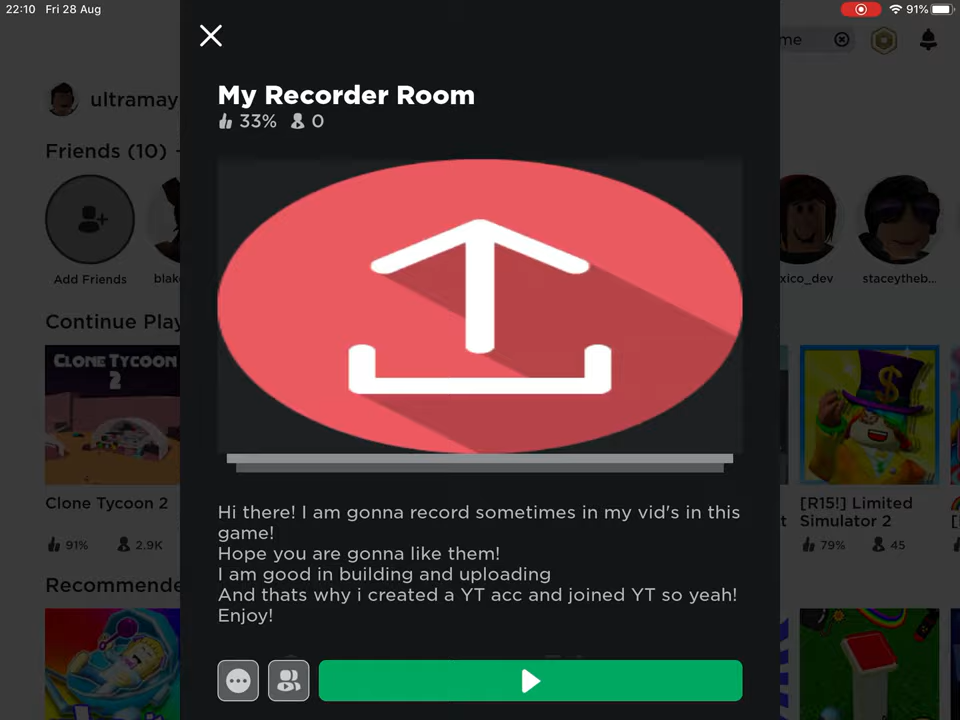 22:10 Fri 28 Aug
91%
me
ultramay
My Recorder Room
33% 0
Friends (10)
Add Friends
blak
xico_dev
staceytheb...
Continue Play
CLONE TYCOON
2
Clone Tycoon 2
91% 2.9K
[R15!] Limited
Simulator 2
79% 45
Hi there! I am gonna record sometimes in my vid's in this
game!
Hope you are gonna like them!
I am good in building and uploading
And thats why i created a YT acc and joined YT so yeah!
Enjoy!
Recommende